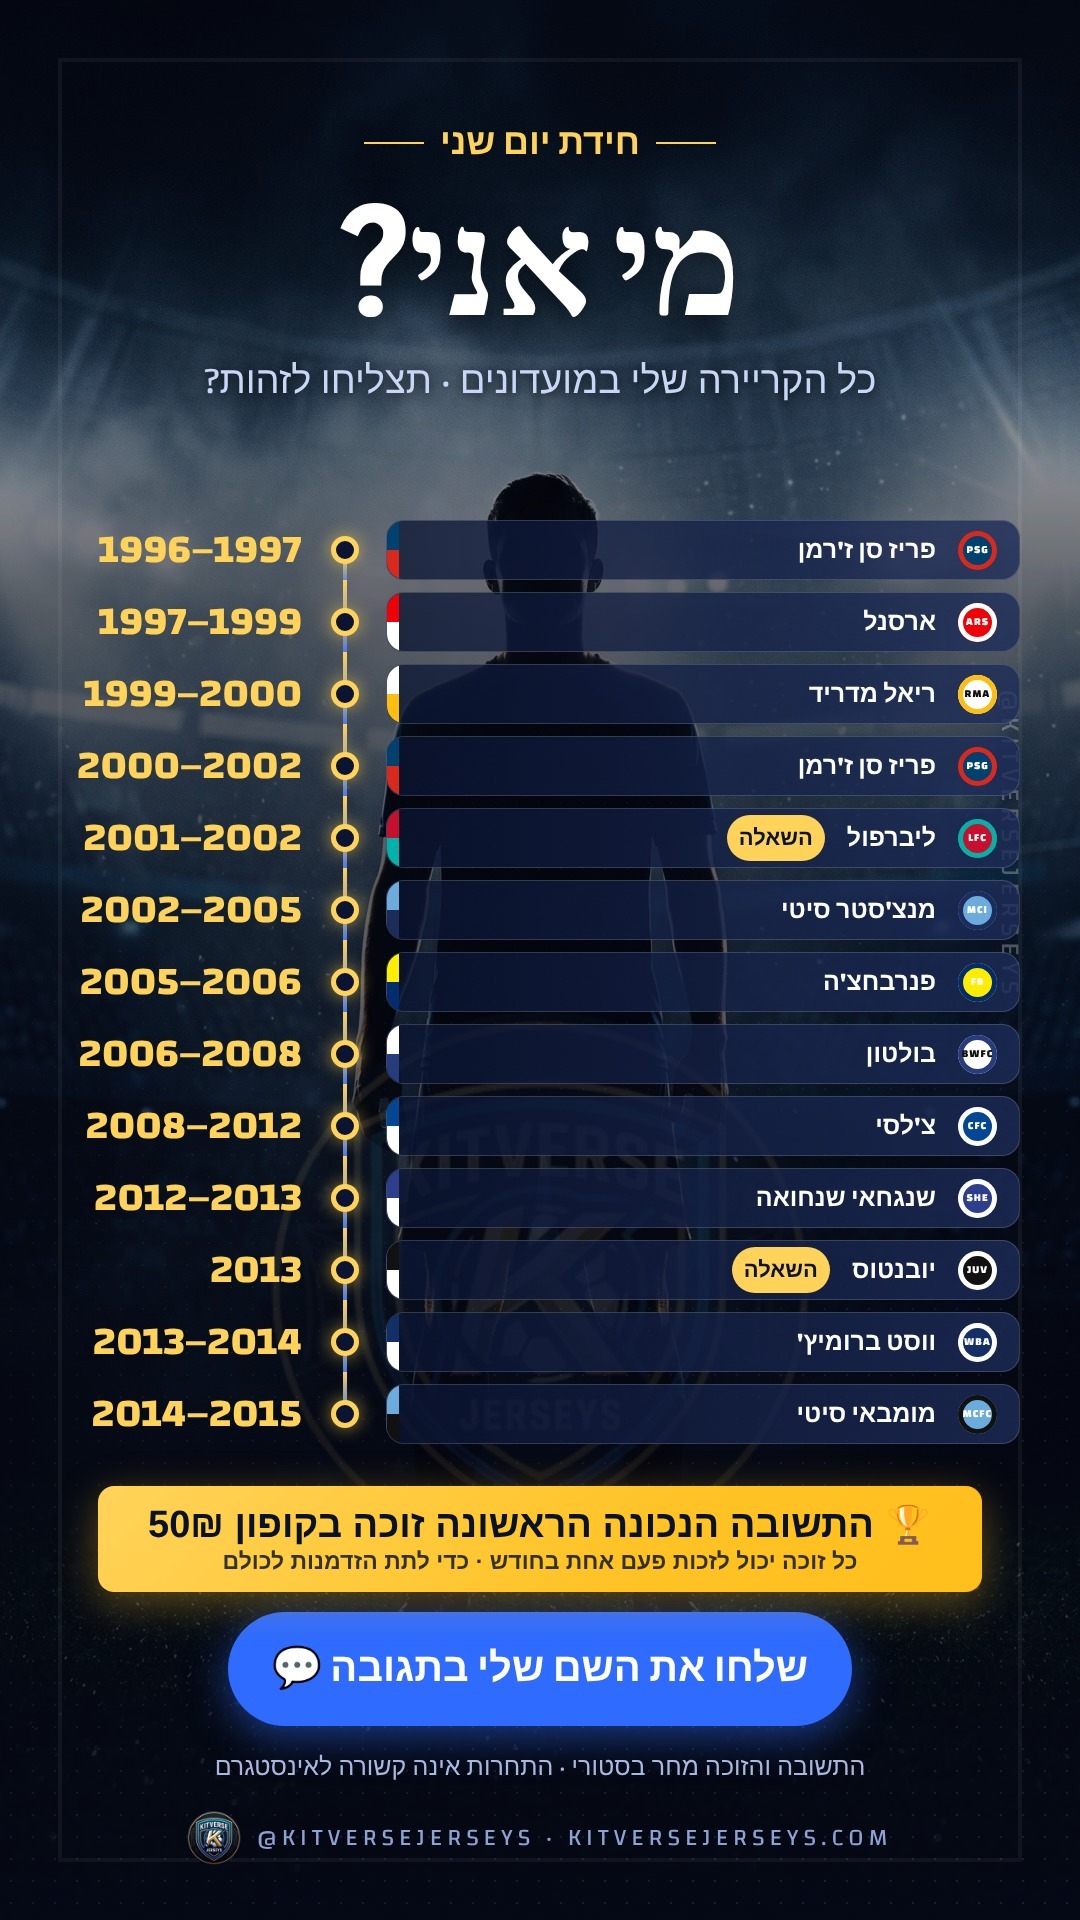 חידת יום שני
מי אני?
כל הקריירה שלי במועדונים · תצליחו לזהות?
1996–1997 פריז סן ז'רמן PSG
1997–1999 ארסנל ARS
1999–2000 ריאל מדריד RMA
2000–2002 פריז סן ז'רמן PSG
2001–2002 השאלה ליברפול LFC
2002–2005 מנצ'סטר סיטי MCI
2005–2006 פנרבחצ'ה FB
2006–2008 בולטון BWFC
2008–2012 צ'לסי CFC
2012–2013 שנגחאי שנחואה SHE
2013 השאלה יובנטוס JUV
2013–2014 ווסט ברומיץ' WBA
2014–2015 מומבאי סיטי MCFC
@KITVERSEJERSEYS
KITVERSE
JERSEYS
🏆 התשובה הנכונה הראשונה זוכה בקופון 50₪
כל זוכה יכול לזכות פעם אחת בחודש · כדי לתת הזדמנות לכולם
שלחו את השם שלי בתגובה 💬
התשובה והזוכה מחר בסטורי · התחרות אינה קשורה לאינסטגרם
KITVERSE
JERSEYS
@KITVERSEJERSEYS · KITVERSEJERSEYS.COM